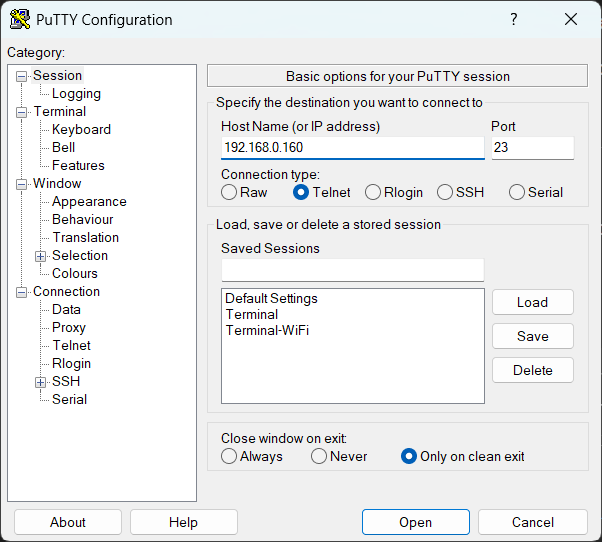 PuTTY Configuration
?
Category:
Session
Logging
Terminal
Keyboard
Bell
Features
Window
Appearance
Behaviour
Translation
Selection
Colours
Connection
Data
Proxy
Telnet
Rlogin
SSH
Serial
Basic options for your PuTTY session
Specify the destination you want to connect to
Host Name (or IP address) Port
192.168.0.160 23
Connection type:
Raw Telnet Rlogin SSH Serial
Load, save or delete a stored session
Saved Sessions
Default Settings
Terminal
Terminal-WiFi
Load
Save
Delete
Close window on exit:
Always Never Only on clean exit
About Help Open Cancel